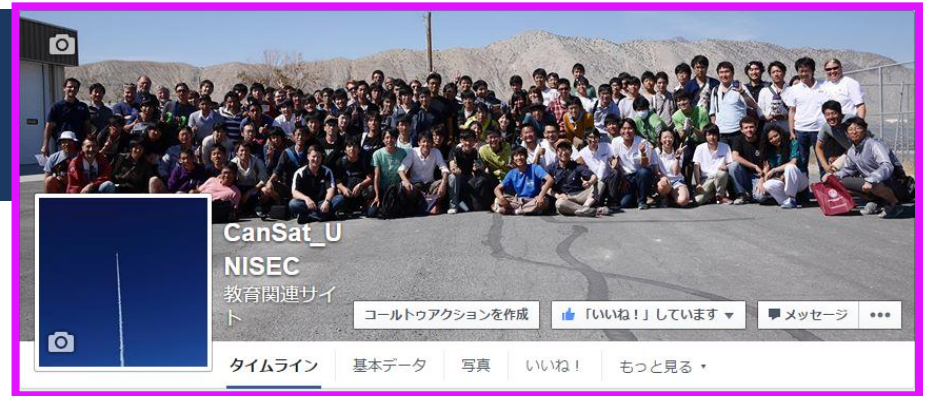 CanSat_U
NISEC
教育関連サイ
ト
コールトゥアクションを作成
「いいね！」しています ▼
メッセージ
•••
タイムライン
基本データ
写真
いいね！
もっと見る ▾